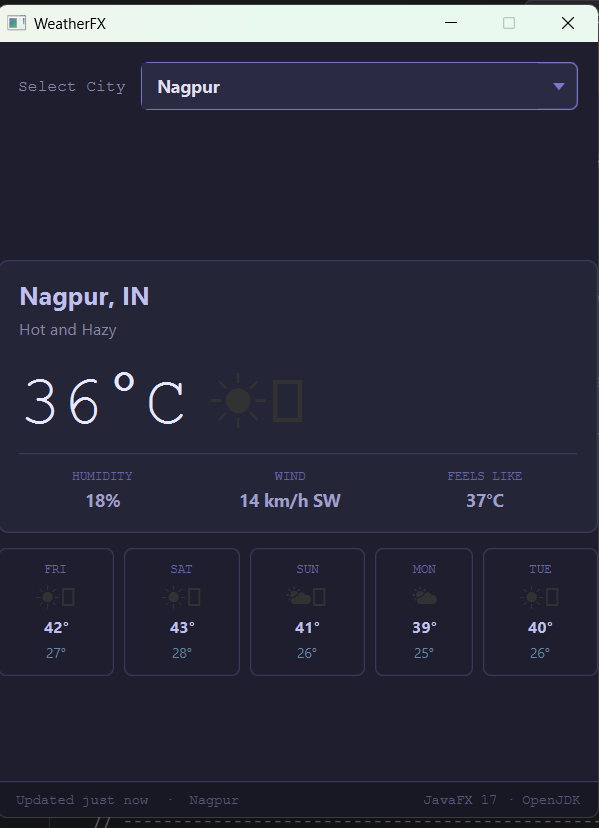 WeatherFX
Select City Nagpur
Nagpur, IN
Hot and Hazy
36°C ☀▯
HUMIDITY WIND FEELS LIKE
18% 14 km/h SW 37°C
FRI SAT SUN MON TUE
☀▯ ☀▯ 🌥▯ 🌥 ☀▯
42° 43° 41° 39° 40°
27° 28° 26° 25° 26°
Updated just now · Nagpur JavaFX 17 · OpenJDK
// --------------------------------------------------